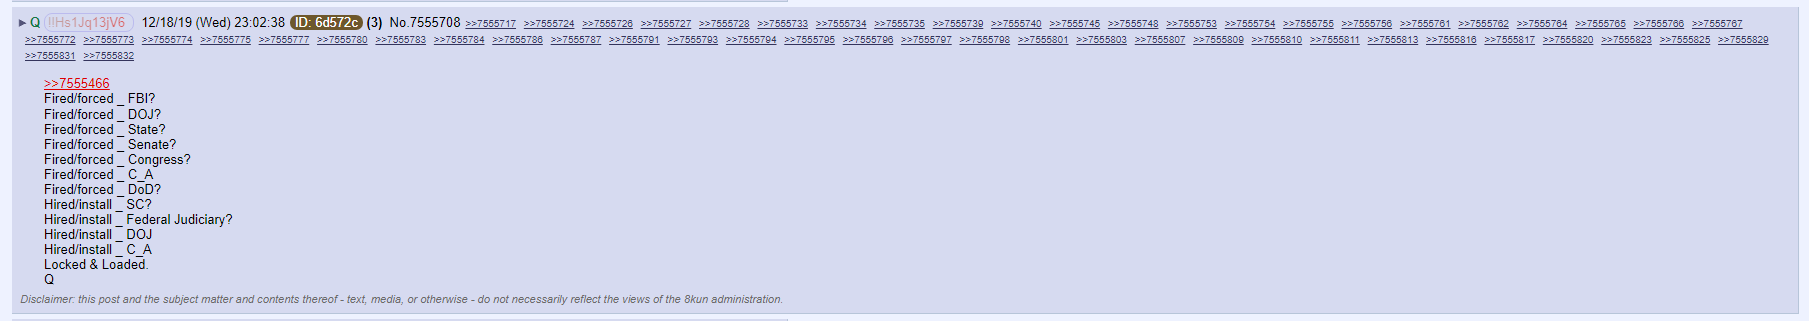 ▶ Q !!Hs1Jq13jV6 12/18/19 (Wed) 23:02:38 ID: 6d572c (3) No.7555708 >>7555717 >>7555724 >>7555726 >>7555727 >>7555728 >>7555733 >>7555734 >>7555735 >>7555739 >>7555740 >>7555745 >>7555748 >>7555753 >>7555754 >>7555755 >>7555756 >>7555761 >>7555762 >>7555764 >>7555765 >>7555766 >>7555767
>>7555772 >>7555773 >>7555774 >>7555775 >>7555777 >>7555780 >>7555783 >>7555784 >>7555786 >>7555787 >>7555791 >>7555793 >>7555794 >>7555795 >>7555796 >>7555797 >>7555798 >>7555801 >>7555803 >>7555807 >>7555809 >>7555810 >>7555811 >>7555813 >>7555816 >>7555817 >>7555820 >>7555823 >>7555825 >>7555829
>>7555831 >>7555832
>>7555466
Fired/forced _ FBI?
Fired/forced _ DOJ?
Fired/forced _ State?
Fired/forced _ Senate?
Fired/forced _ Congress?
Fired/forced _ C_A
Fired/forced _ DoD?
Hired/install _ SC?
Hired/install _ Federal Judiciary?
Hired/install _ DOJ
Hired/install _ C_A
Locked & Loaded.
Q
Disclaimer: this post and the subject matter and contents thereof - text, media, or otherwise - do not necessarily reflect the views of the 8kun administration.